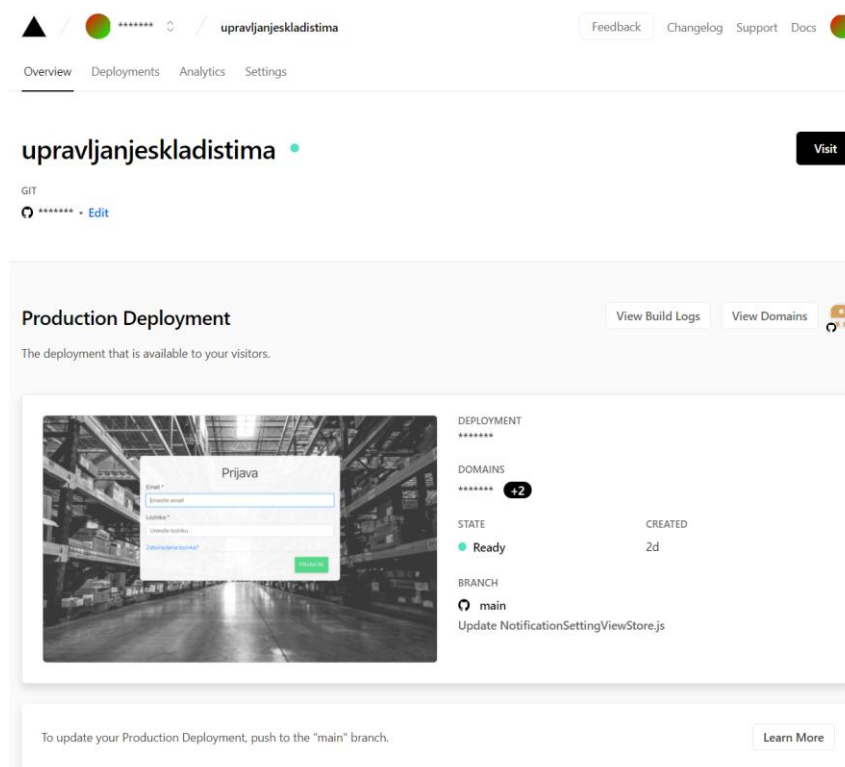 ******* upravljanjeskladistima Feedback Changelog Support Docs
Overview Deployments Analytics Settings
upravljanjeskladistima Visit
GIT
******* • Edit
Production Deployment View Build Logs View Domains
The deployment that is available to your visitors.
DEPLOYMENT
*******
DOMAINS
******* +2
STATE CREATED
Ready 2d
BRANCH
main
Update NotificationSettingViewStore.js
Prijava
Email *
Unesite email
Lozinka *
Unesite lozinku
Zaboravljena lozinka?
PRIJAVI SE
To update your Production Deployment, push to the "main" branch. Learn More